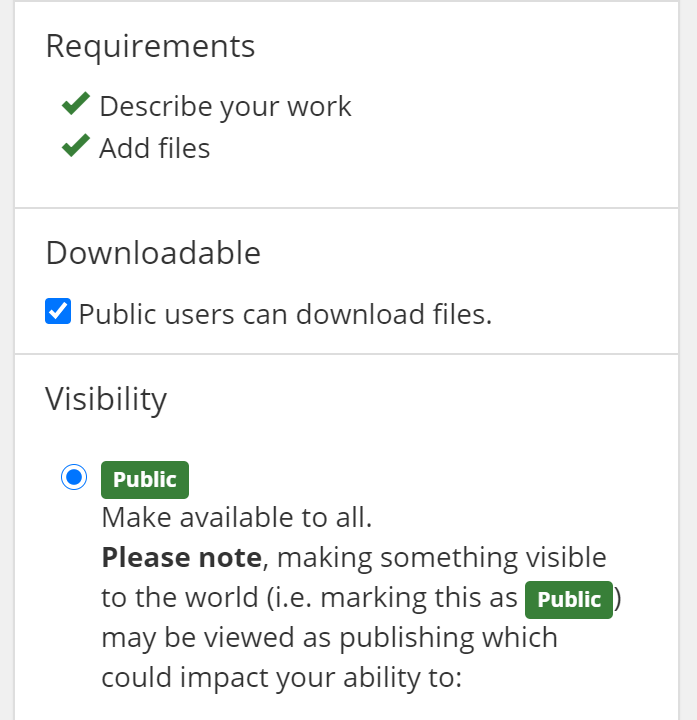 Requirements
Describe your work
Add files
Downloadable
Public users can download files.
Visibility
Public
Make available to all.
Please note, making something visible
to the world (i.e. marking this as Public)
may be viewed as publishing which
could impact your ability to: